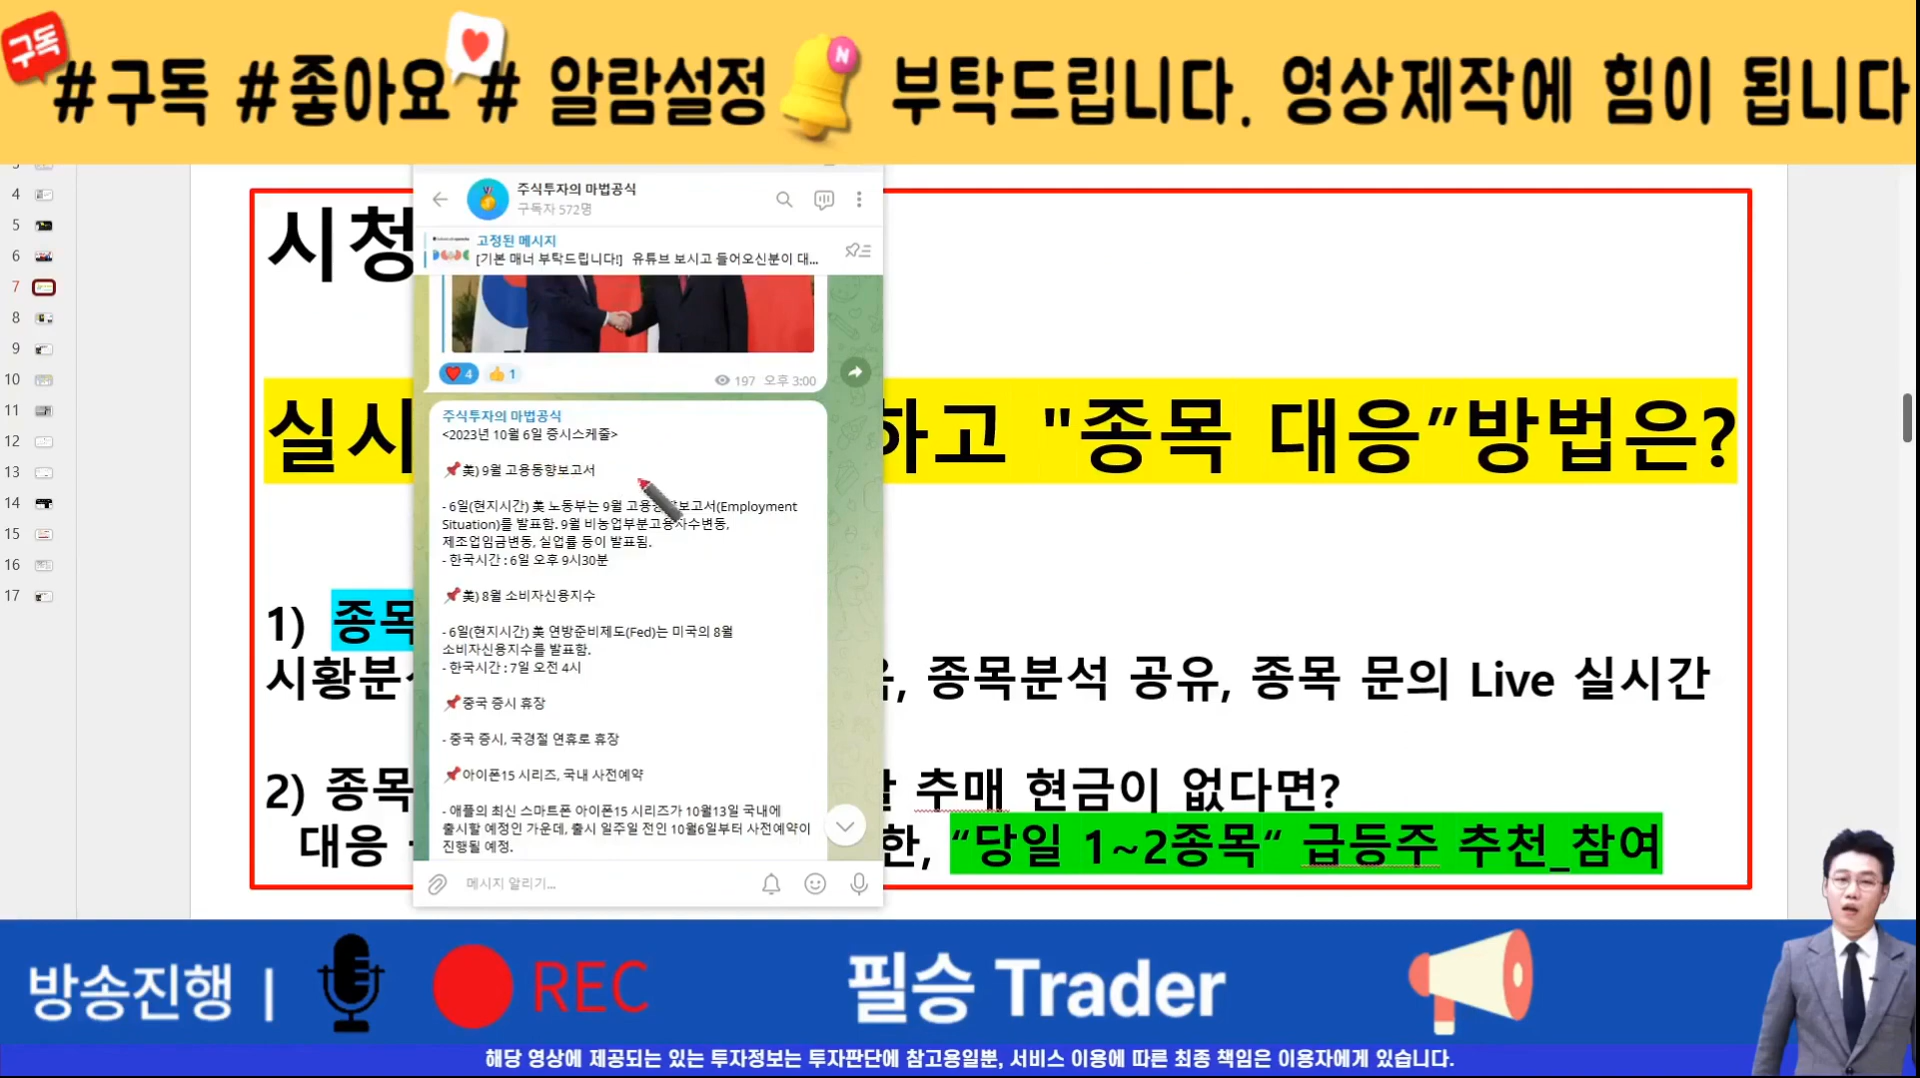 구독
#구독 #좋아요 # 알람설정 N 부탁드립니다. 영상제작에 힘이 됩니다
4
5
6
7
8
9
10
11
12
13
14
15
16
17
시청
실시 하고 "종목 대응”방법은?
1) 종목
시황분 , 종목분석 공유, 종목 문의 Live 실시간
2) 종목 추매 현금이 없다면?
대응 한, “당일 1~2종목“ 급등주 추천_참여
주식투자의 마법공식
구독자 572명
고정된 메시지
[기본 매너 부탁드립니다!] 유튜브 보시고 들어오신분이 대...
4 1
197 오후 3:00
주식투자의 마법공식
<2023년 10월 6일 증시스케줄>
美) 9월 고용동향보고서
- 6일(현지시간) 美 노동부는 9월 고용 보고서(Employment
Situation)를 발표함. 9월 비농업부분고용자수변동,
제조업임금변동, 실업률 등이 발표됨.
- 한국시간 : 6일 오후 9시30분
美) 8월 소비자신용지수
- 6일(현지시간) 美 연방준비제도(Fed)는 미국의 8월
소비자신용지수를 발표함.
- 한국시간 : 7일 오전 4시
중국 증시 휴장
- 중국 증시, 국경절 연휴로 휴장
아이폰15 시리즈, 국내 사전예약
- 애플의 최신 스마트폰 아이폰15 시리즈가 10월13일 국내에
출시할 예정인 가운데, 출시 일주일 전인 10월6일부터 사전예약이
진행될 예정.
메시지 알리기...
방송진행 | REC 필승 Trader
해당 영상에 제공되는 있는 투자정보는 투자판단에 참고용일뿐, 서비스 이용에 따른 최종 책임은 이용자에게 있습니다.